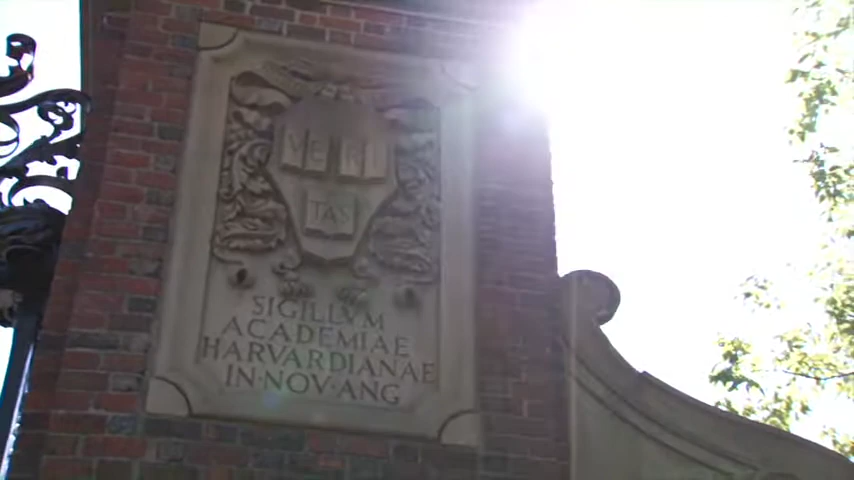 VE RI
TAS
SIGILLVM
ACADEMIAE
HARVARDIANAE
IN·NOV·ANG